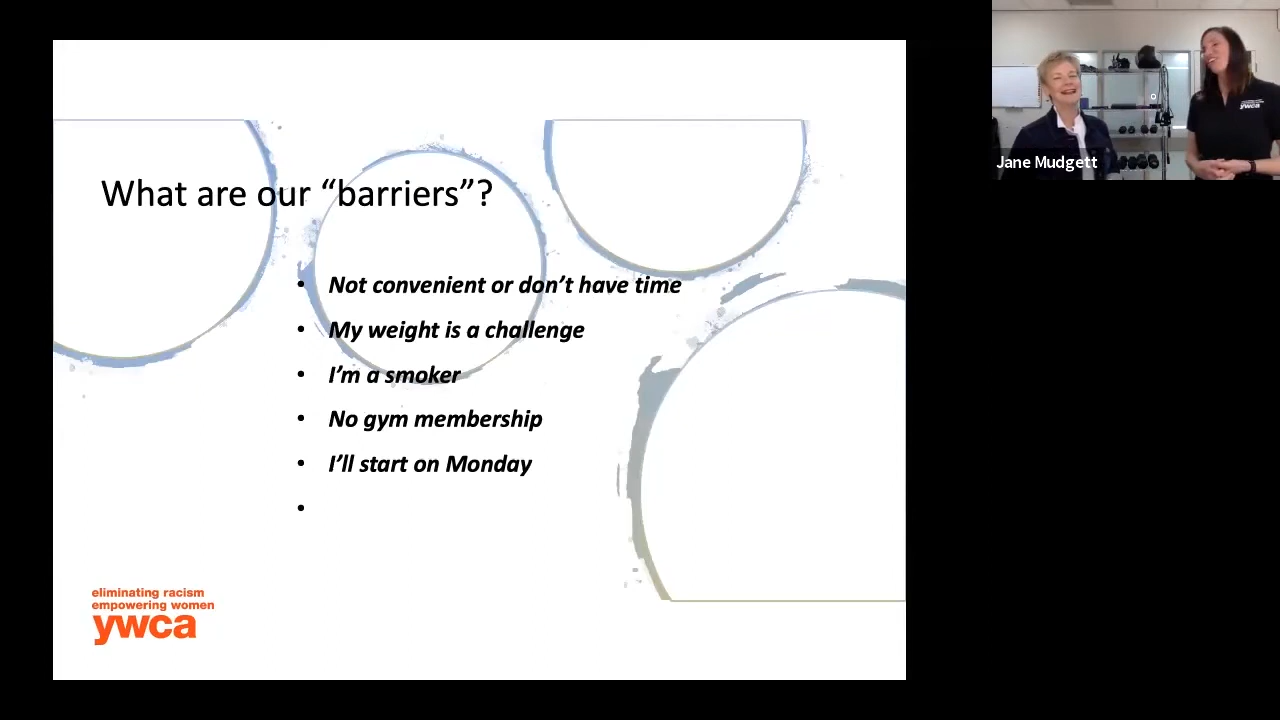 What are our “barriers”?
• Not convenient or don’t have time
• My weight is a challenge
• I’m a smoker
• No gym membership
• I’ll start on Monday
•
eliminating racism
empowering women
ywca
Jane Mudgett
ywca